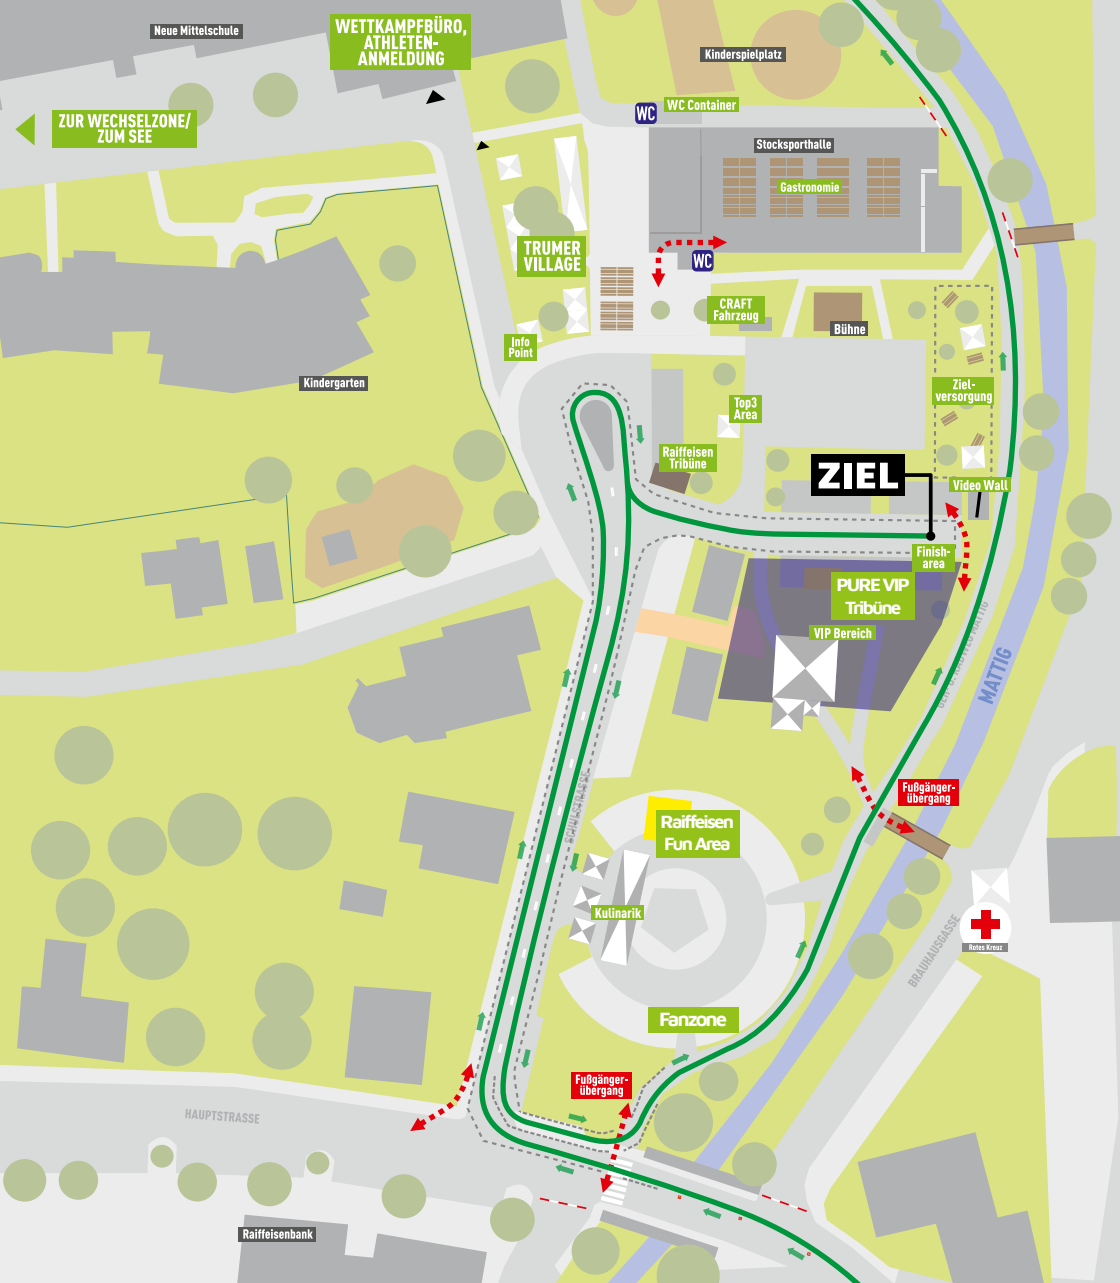 Neue Mittelschule
WETTKAMPFBÜRO,
ATHLETEN-
ANMELDUNG
Kinderspielplatz
ZUR WECHSELZONE/
ZUM SEE
WC
WC Container
Stocksporthalle
Gastronomie
TRUMER
VILLAGE
WC
CRAFT
Fahrzeug
Bühne
Info
Point
Kindergarten
Ziel-
versorgung
Top3
Area
Raiffeisen
Tribüne
ZIEL
Video Wall
Finish-
area
PURE VIP
Tribüne
VIP Bereich
MATTIG
SCHULSTRASSE
Fußgänger-
übergang
Raiffeisen
Fun Area
Kulinarik
BRAUHAUSGASSE
Rotes Kreuz
Fanzone
Fußgänger-
übergang
HAUPTSTRASSE
Raiffeisenbank